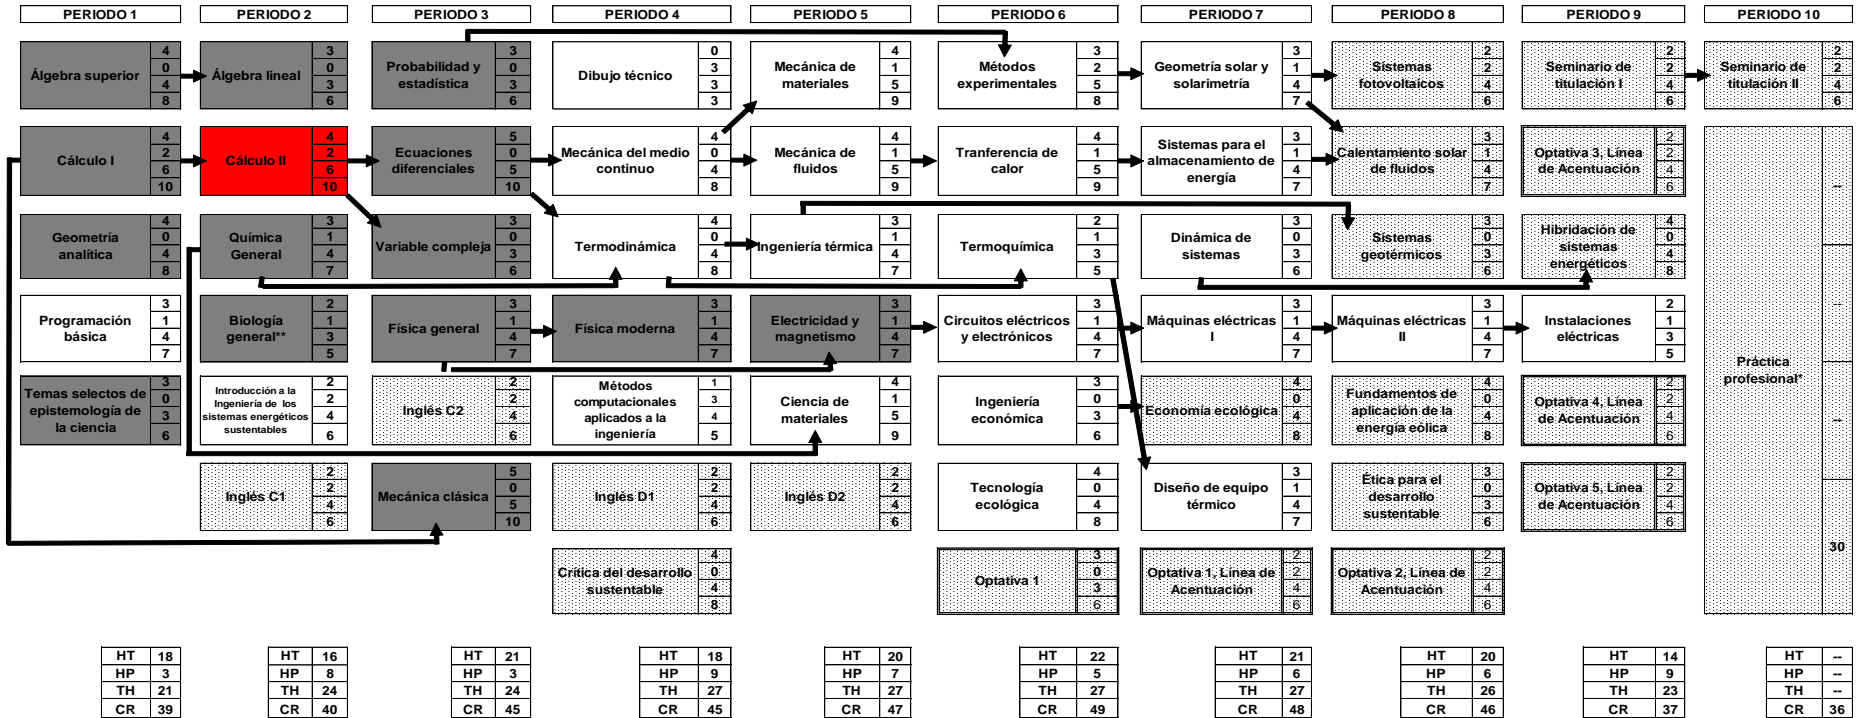 PERIODO 1
Álgebra superior
4
0
4
8
Cálculo I
4
2
6
10
Geometría
analítica
4
0
4
8
Programación
básica
3
1
4
7
Temas selectos de
epistemología de
la ciencia
3
0
3
6
HT 18
HP 3
TH 21
CR 39
PERIODO 2
Álgebra lineal
3
0
3
6
Cálculo II
4
2
6
10
Química
General
3
1
4
7
Biología
general**
2
1
3
5
Introducción a la
Ingeniería de los
sistemas energéticos
sustentables
2
2
4
6
Inglés C1
2
2
4
6
HT 16
HP 8
TH 24
CR 40
PERIODO 3
Probabilidad y
estadística
3
0
3
6
Ecuaciones
diferenciales
5
0
5
10
Variable compleja
3
0
3
6
Física general
3
1
4
7
Inglés C2
2
2
4
6
Mecánica clásica
5
0
5
10
HT 21
HP 3
TH 24
CR 45
PERIODO 4
Dibujo técnico
0
3
3
3
Mecánica del medio
continuo
4
0
4
8
Termodinámica
4
0
4
8
Física moderna
3
1
4
7
Métodos
computacionales
aplicados a la
ingeniería
1
3
4
5
Inglés D1
2
2
4
6
Crítica del desarrollo
sustentable
4
0
4
8
HT 18
HP 9
TH 27
CR 45
PERIODO 5
Mecánica de
materiales
4
1
5
9
Mecánica de
fluidos
4
1
5
9
Ingeniería térmica
3
1
4
7
Electricidad y
magnetismo
3
1
4
7
Ciencia de
materiales
4
1
5
9
Inglés D2
2
2
4
6
HT 20
HP 7
TH 27
CR 47
PERIODO 6
Métodos
experimentales
3
2
5
8
Tranferencia de
calor
4
1
5
9
Termoquímica
2
1
3
5
Circuitos eléctricos
y electrónicos
3
1
4
7
Ingeniería
económica
3
0
3
6
Tecnología
ecológica
4
0
4
8
Optativa 1
3
0
3
6
HT 22
HP 5
TH 27
CR 49
PERIODO 7
Geometría solar y
solarimetría
3
1
4
7
Sistemas para el
almacenamiento de
energía
3
1
4
7
Dinámica de
sistemas
3
0
3
6
Máquinas eléctricas
I
3
1
4
7
Economía ecológica
4
0
4
8
Diseño de equipo
térmico
3
1
4
7
Optativa 1, Línea de
Acentuación
2
2
4
6
HT 21
HP 6
TH 27
CR 48
PERIODO 8
Sistemas
fotovoltaicos
2
2
4
6
Calentamiento solar
de fluidos
3
1
4
7
Sistemas
geotérmicos
3
0
3
6
Máquinas eléctricas
II
3
1
4
7
Fundamentos de
aplicación de la
energía eólica
4
0
4
8
Ética para el
desarrollo
sustentable
3
0
3
6
Optativa 2, Línea de
Acentuación
2
2
4
6
HT 20
HP 6
TH 26
CR 46
PERIODO 9
Seminario de
titulación I
2
2
4
6
Optativa 3, Línea
de Acentuación
2
2
4
6
Hibridación de
sistemas
energéticos
4
0
4
8
Instalaciones
eléctricas
2
1
3
5
Optativa 4, Línea
de Acentuación
2
2
4
6
Optativa 5, Línea
de Acentuación
2
2
4
6
HT 14
HP 9
TH 23
CR 37
PERIODO 10
Seminario de
titulación II
2
2
4
6
Práctica
profesional*
--
--
--
30
HT --
HP --
TH --
CR 36